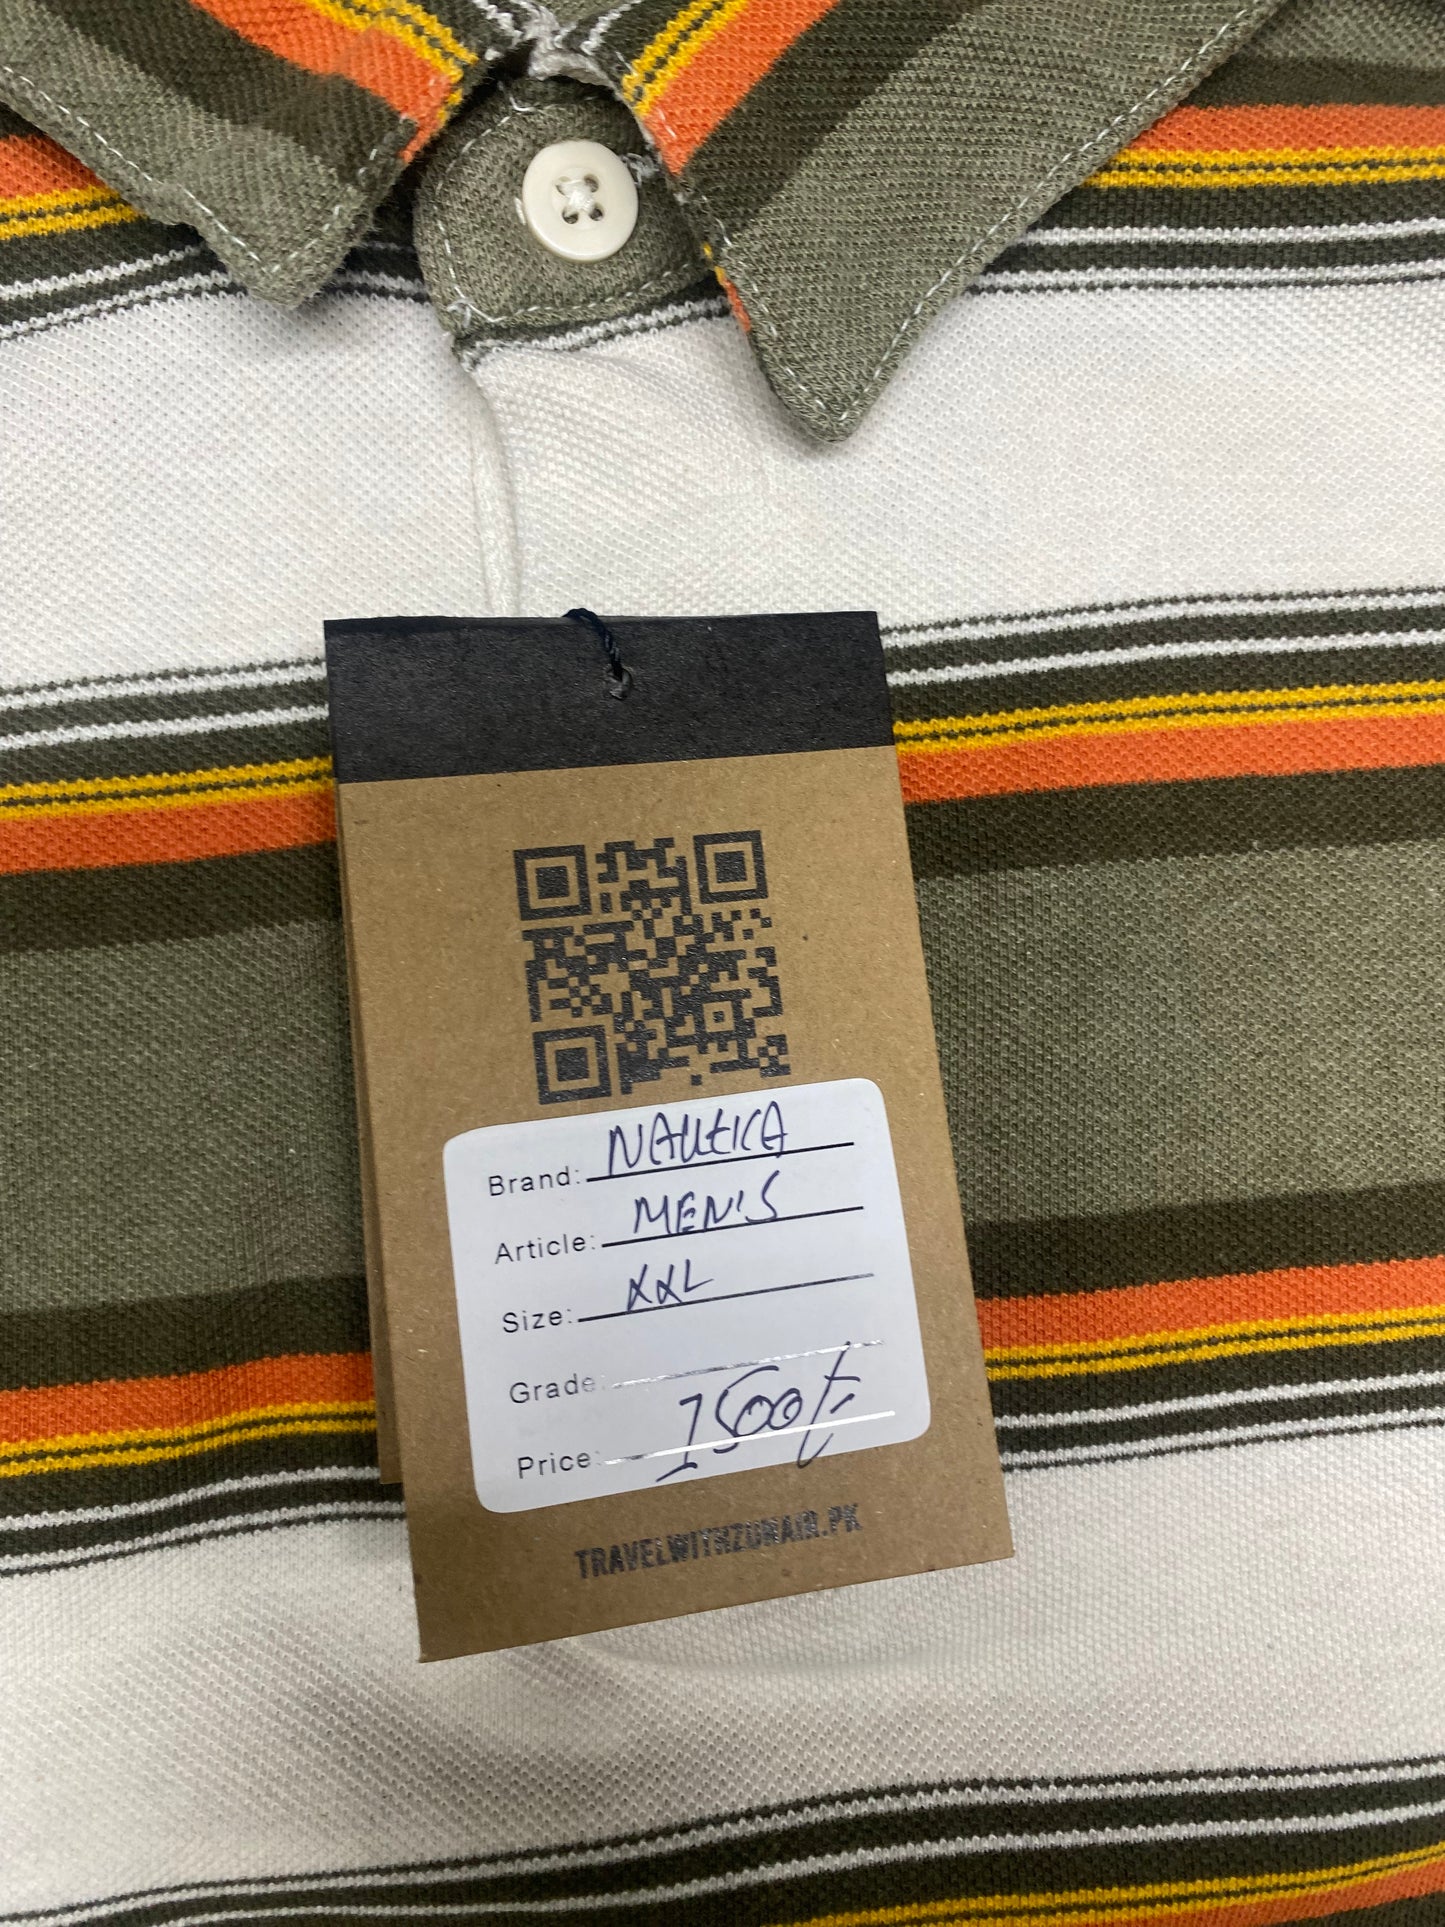 Brand: NAUtICA
Article: MEN'S
Size: XXL
Grade:
Price: 1500/-
TRAVELWITHZUNAIR.PK